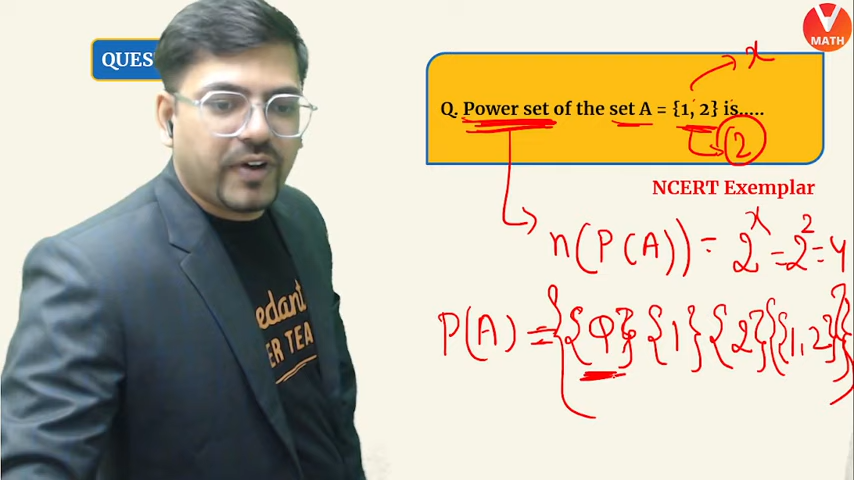 QUES
V
MATH
x
Q. Power set of the set A = {1, 2} is.....
2
NCERT Exemplar
n(P(A)) = 2^x = 2^2 = 4
P(A) = {{φ} {1} {2} {{1,2}}
edant
ER TEA